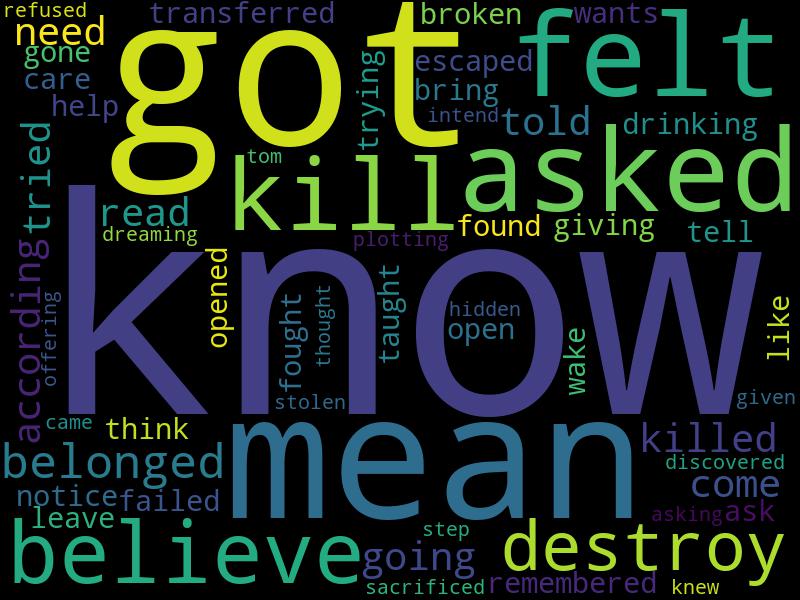 refused
transferred
broken
wants
need
got
felt
gone
escaped
care
trying
bring
help
intend
told
drinking
tried
tom
kill
asked
read
found
giving
tell
dreaming
plotting
know
according
opened
offering
fought
thought
taught
hidden
open
wake
like
stolen
given
came
think
mean
killed
belonged
discovered
come
notice
failed
leave
asking
ask
believe
step
going
destroy
sacrificed
remembered
knew